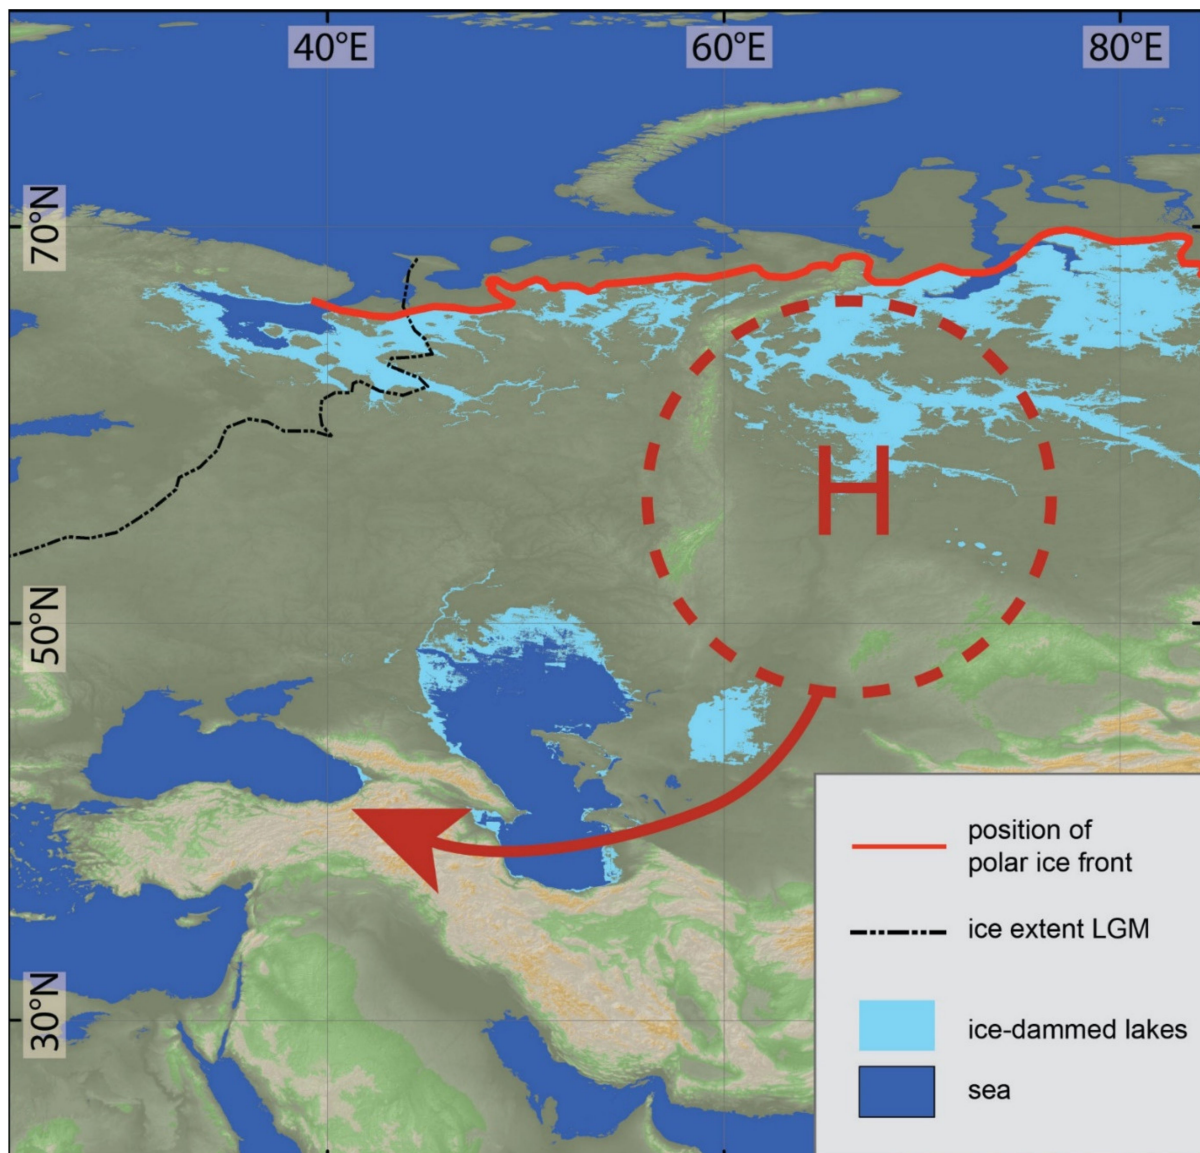 40°E
60°E
80°E
70°N
50°N
30°N
H
position of
polar ice front
ice extent LGM
ice-dammed lakes
sea